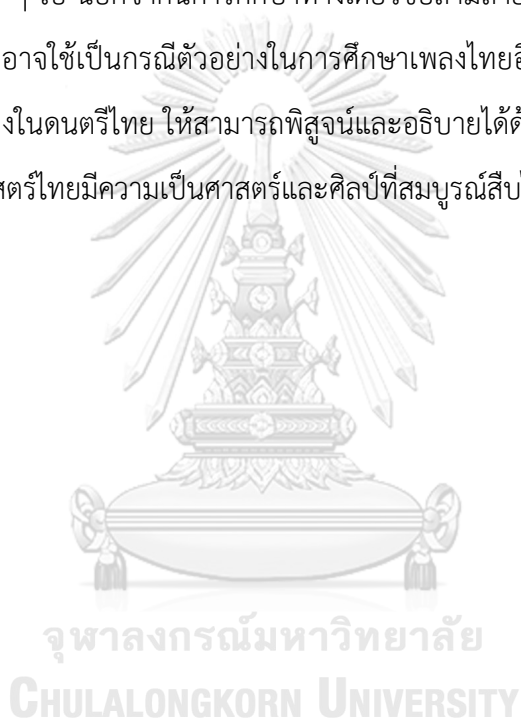 ๆ
อาจใช้เป็นกรณีตัวอย่างในการศึกษาเพลงไทยอื
งในดนตรีไทย ให้สามารถพิสูจน์และอธิบายได้ด้
สตร์ไทยมีความเป็นศาสตร์และศิลป์ที่สมบูรณ์สืบ
จุฬาลงกรณ์มหาวิทยาลัย
CHULALONGKORN UNIVERSITY